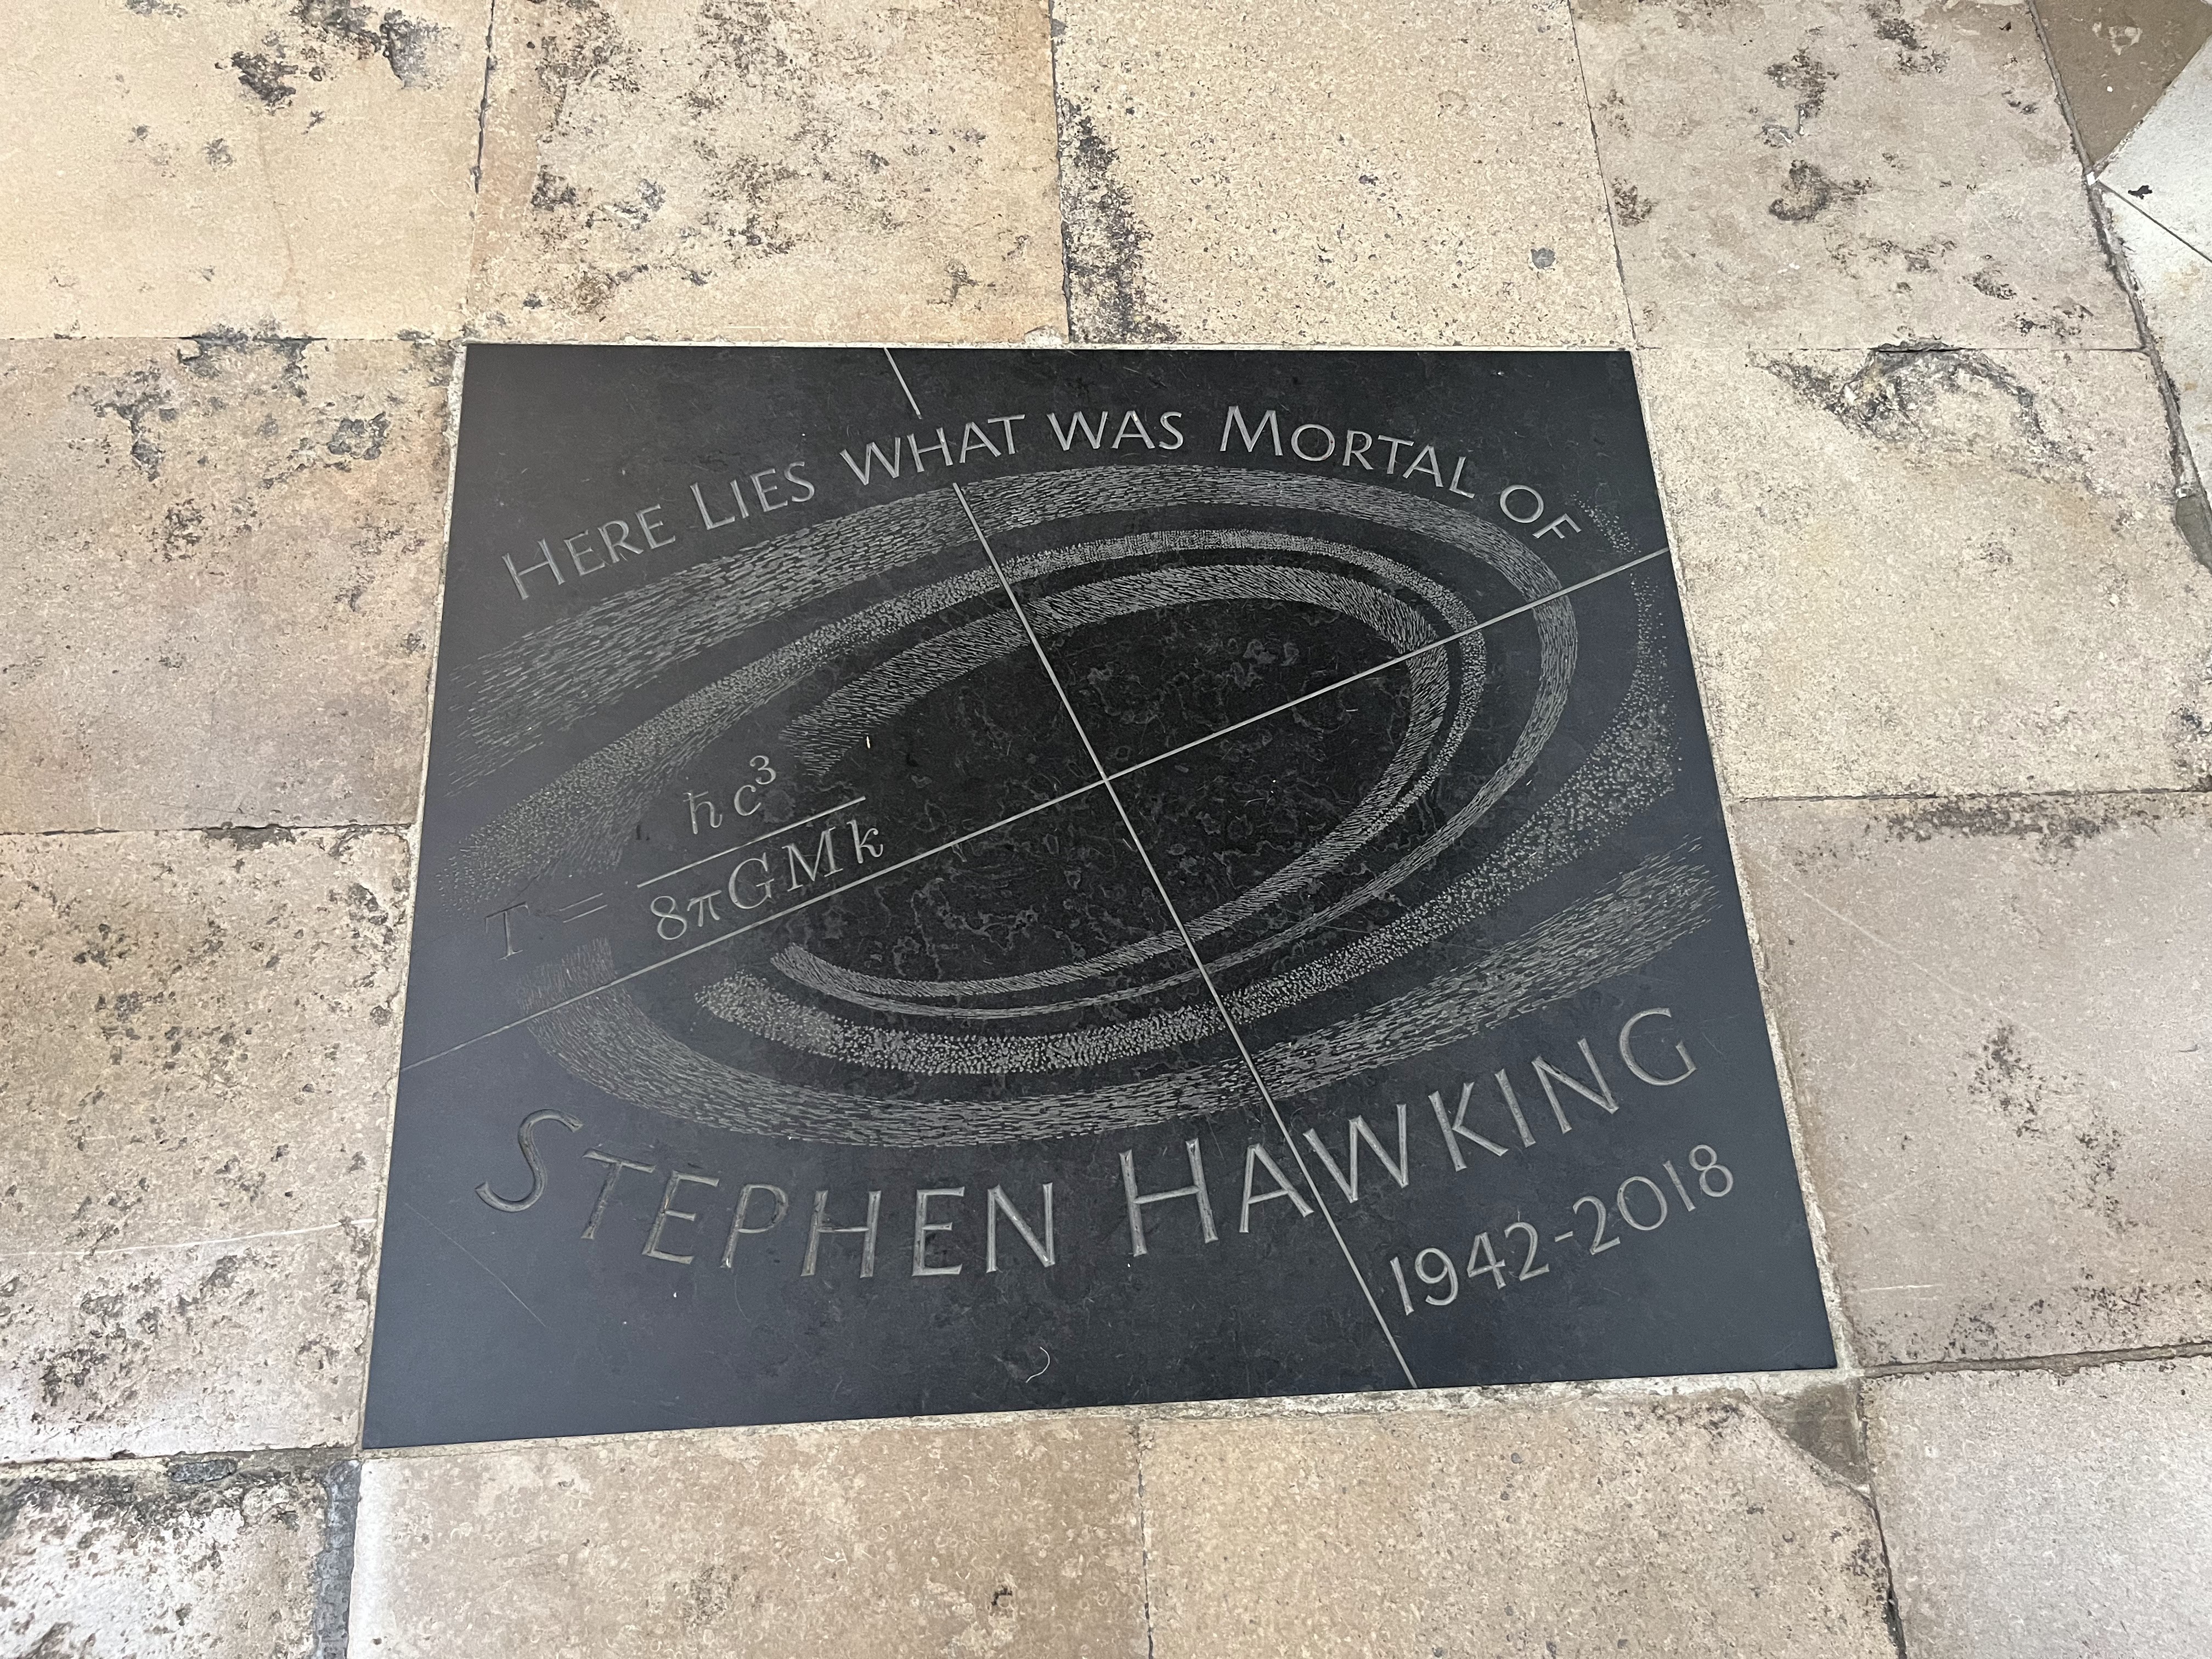 HERE LIES WHAT WAS MORTAL OF
T = ħc³ / 8πGMk
STEPHEN HAWKING
1942-2018